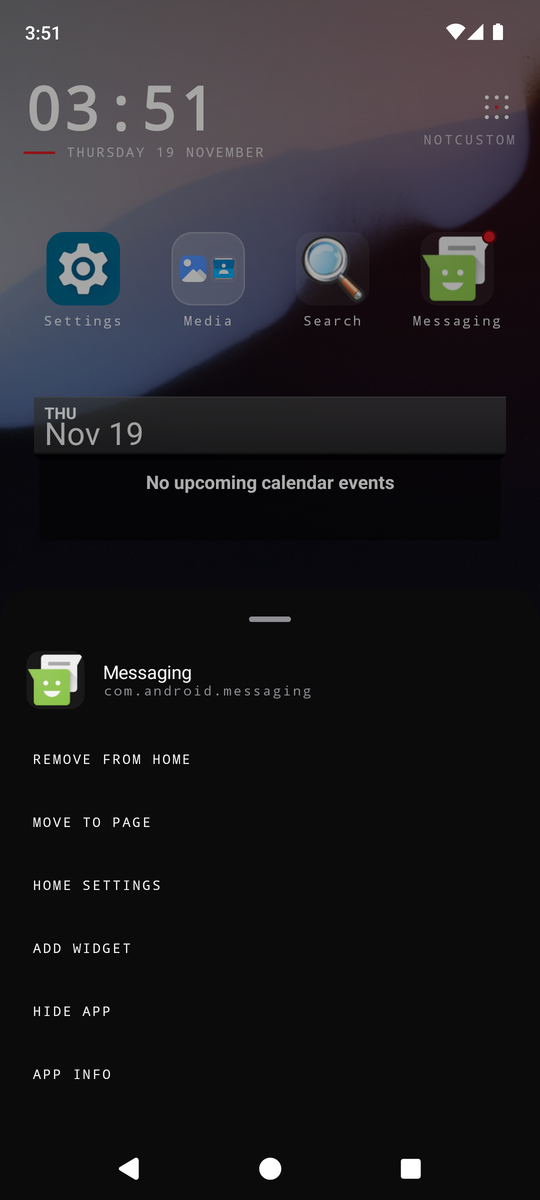 3:51
03:51
THURSDAY 19 NOVEMBER
NOTCUSTOM
Settings
Media
Search
Messaging
THU
Nov 19
No upcoming calendar events
Messaging
com.android.messaging
REMOVE FROM HOME
MOVE TO PAGE
HOME SETTINGS
ADD WIDGET
HIDE APP
APP INFO